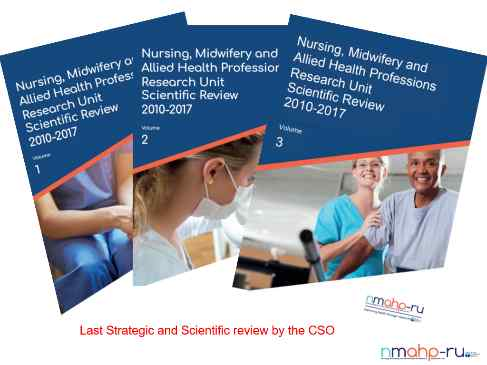 Nursing, Midwifery a
Allied Health Profess
Research Unit
Scientific Review
2010-2017
Volume
1
Nursing, Midwifery and
Allied Health Profession
Research Unit
Scientific Review
2010-2017
Volume
2
Nursing, Midwifery and
Allied Health Professions
Research Unit
Scientific Review
2010-2017
Volume
3
nmahp-ru
Last Strategic and Scientific review by the CSO
nmahp-ru